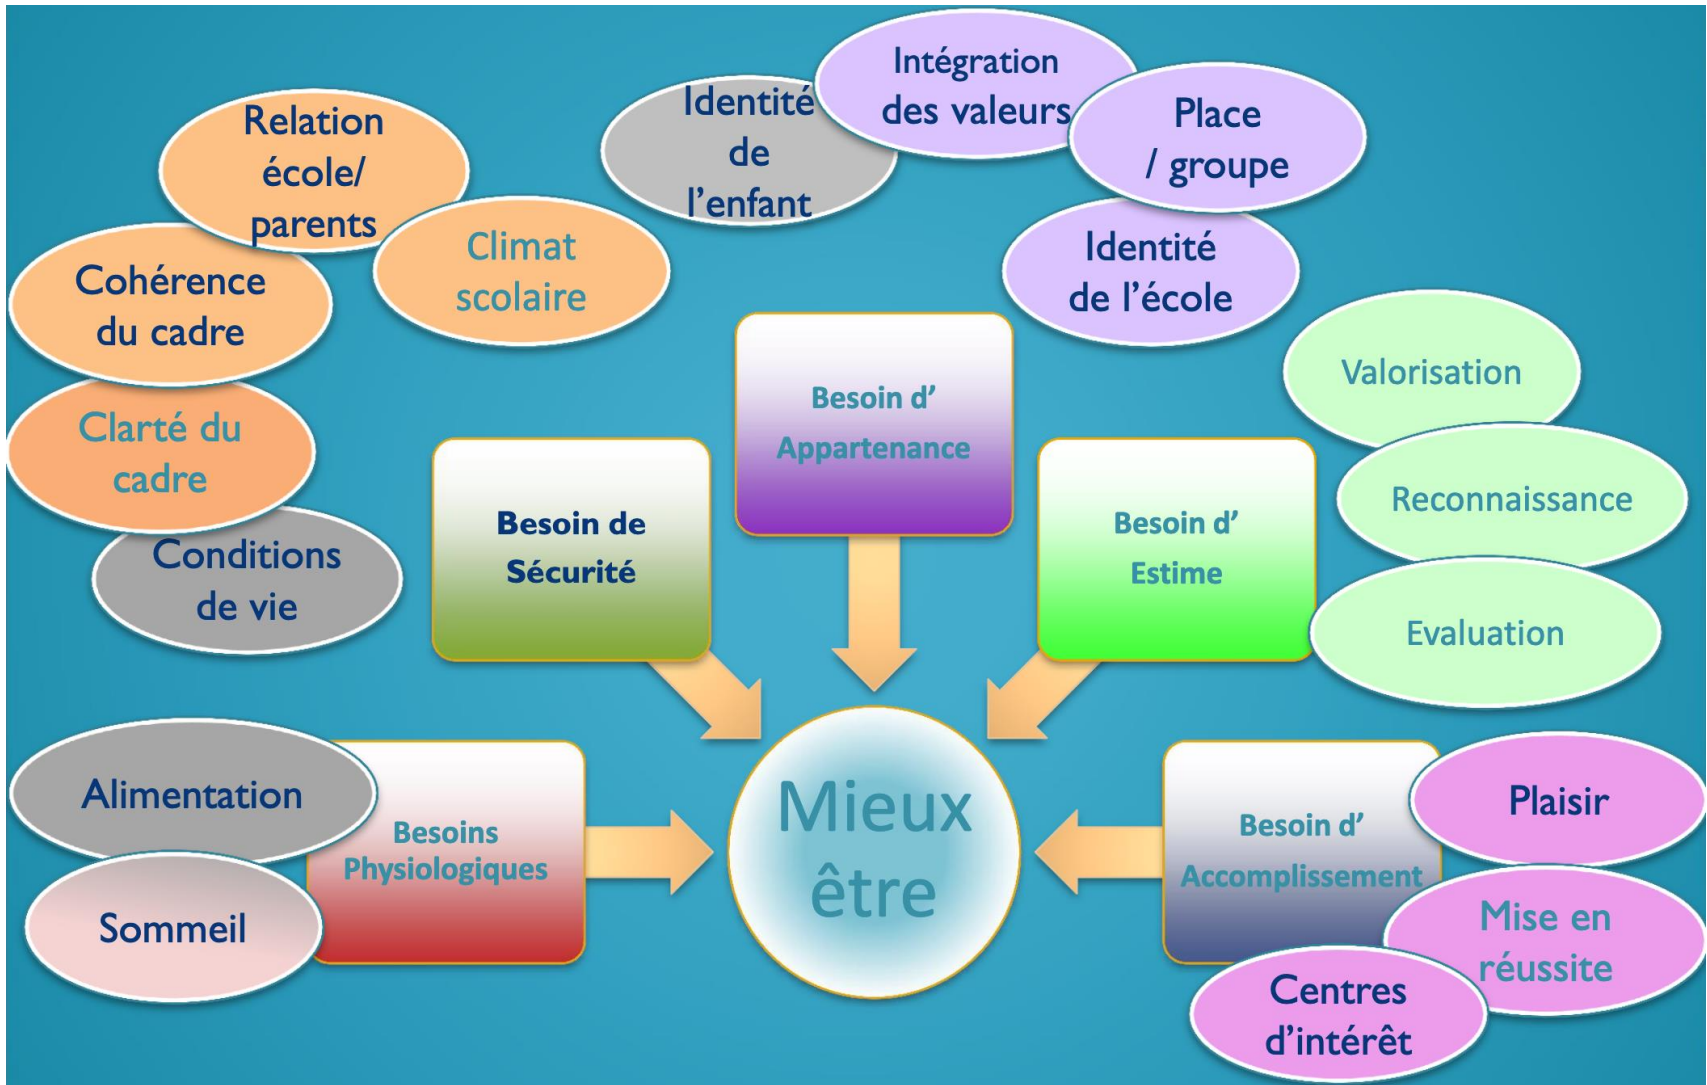 Intégration
des valeurs
Identité
de
l'enfant
Place
/ groupe
Identité
de l'école
Relation
école/
parents
Climat
scolaire
Cohérence
du cadre
Clarté du
cadre
Conditions
de vie
Besoin de
Sécurité
Besoin d'
Appartenance
Besoin d'
Estime
Valorisation
Reconnaissance
Evaluation
Alimentation
Sommeil
Besoins
Physiologiques
Mieux
être
Besoin d'
Accomplissement
Plaisir
Mise en
réussite
Centres
d'intérêt